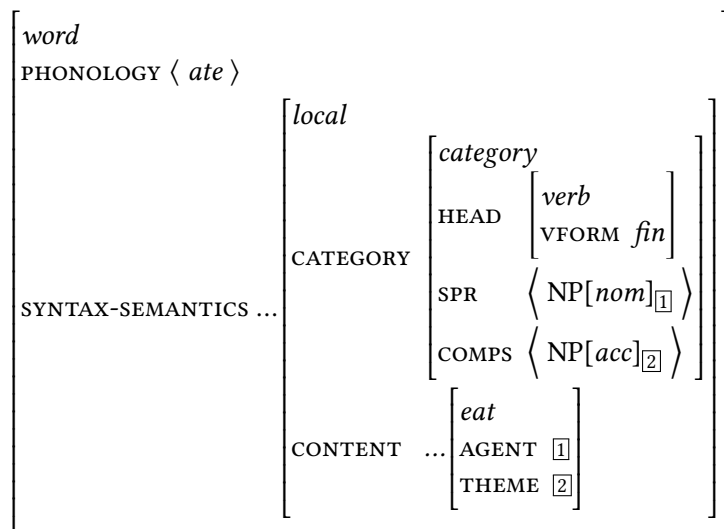 word
PHONOLOGY ⟨ ate ⟩
local
category
verb
HEAD
VFORM fin
CATEGORY
SPR ⟨ NP[nom]1 ⟩
SYNTAX-SEMANTICS ...
COMPS ⟨ NP[acc]2 ⟩
eat
CONTENT ... AGENT 1
THEME 2